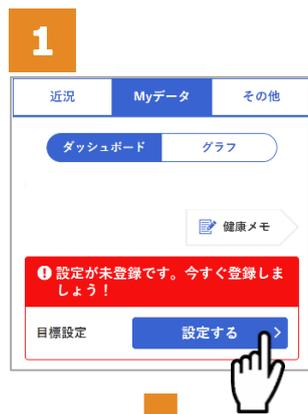 1
近況 Myデータ その他
ダッシュボード グラフ
健康メモ
設定が未登録です。今すぐ登録しま
しょう！
目標設定 設定する